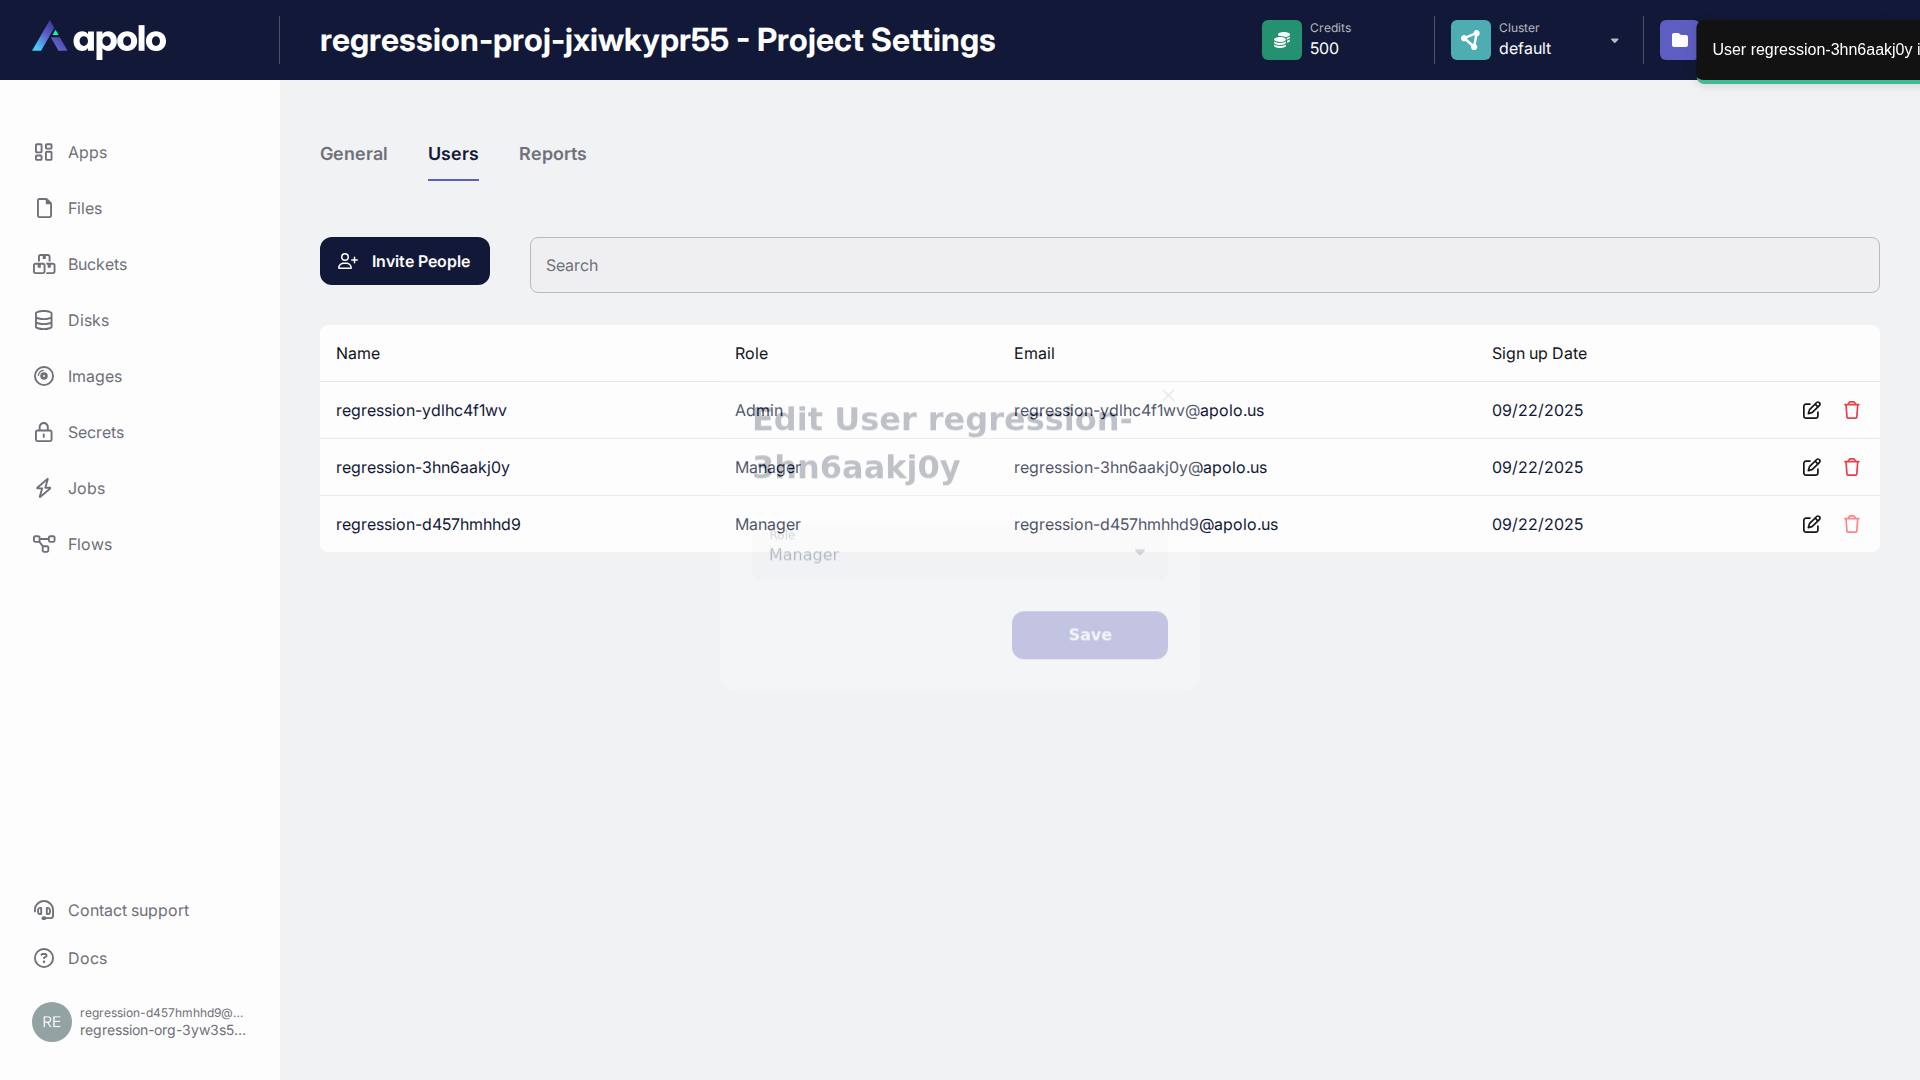 apolo
regression-proj-jxiwkypr55 - Project Settings
Credits
500
Cluster
default
User regression-3hn6aakj0y i
Apps
Files
Buckets
Disks
Images
Secrets
Jobs
Flows
General
Users
Reports
Invite People
Search
Name Role Email Sign up Date
regression-ydlhc4f1wv Admin regression-ydlhc4f1wv@apolo.us 09/22/2025
regression-3hn6aakj0y Manager regression-3hn6aakj0y@apolo.us 09/22/2025
regression-d457hmhhd9 Manager regression-d457hmhhd9@apolo.us 09/22/2025
Edit User regression-
3hn6aakj0y
Role
Manager
Save
Contact support
Docs
RE
regression-d457hmhhd9@...
regression-org-3yw3s5...